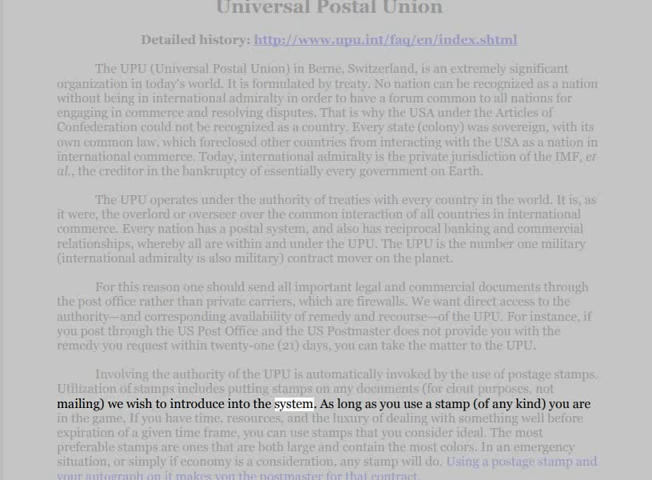 Universal Postal Union
Detailed history: http://www.upu.int/faq/en/index.shtml
The UPU (Universal Postal Union) in Berne, Switzerland, is an extremely significant
organization in today's world. It is formulated by treaty. No nation can be recognized as a nation
without being in international admiralty in order to have a forum common to all nations for
engaging in commerce and resolving disputes. That is why the USA under the Articles of
Confederation could not be recognized as a country. Every state (colony) was sovereign, with its
own common law, which foreclosed other countries from interacting with the USA as a nation in
international commerce. Today, international admiralty is the private jurisdiction of the IMF, et
al., the creditor in the bankruptcy of essentially every government on Earth.
The UPU operates under the authority of treaties with every country in the world. It is, as
it were, the overlord or overseer over the common interaction of all countries in international
commerce. Every nation has a postal system, and also has reciprocal banking and commercial
relationships, whereby all are within and under the UPU. The UPU is the number one military
(international admiralty is also military) contract mover on the planet.
For this reason one should send all important legal and commercial documents through
the post office rather than private carriers, which are firewalls. We want direct access to the
authority—and corresponding availability of remedy and recourse—of the UPU. For instance, if
you post through the US Post Office and the US Postmaster does not provide you with the
remedy you request within twenty-one (21) days, you can take the matter to the UPU.
Involving the authority of the UPU is automatically invoked by the use of postage stamps.
Utilization of stamps includes putting stamps on any documents (for clout purposes, not
mailing) we wish to introduce into the system. As long as you use a stamp (of any kind) you are
in the game. If you have time, resources, and the luxury of dealing with something well before
expiration of a given time frame, you can use stamps that you consider ideal. The most
preferable stamps are ones that are both large and contain the most colors. In an emergency
situation, or simply if economy is a consideration, any stamp will do. Using a postage stamp and
your autograph on it makes you the postmaster for that contract.